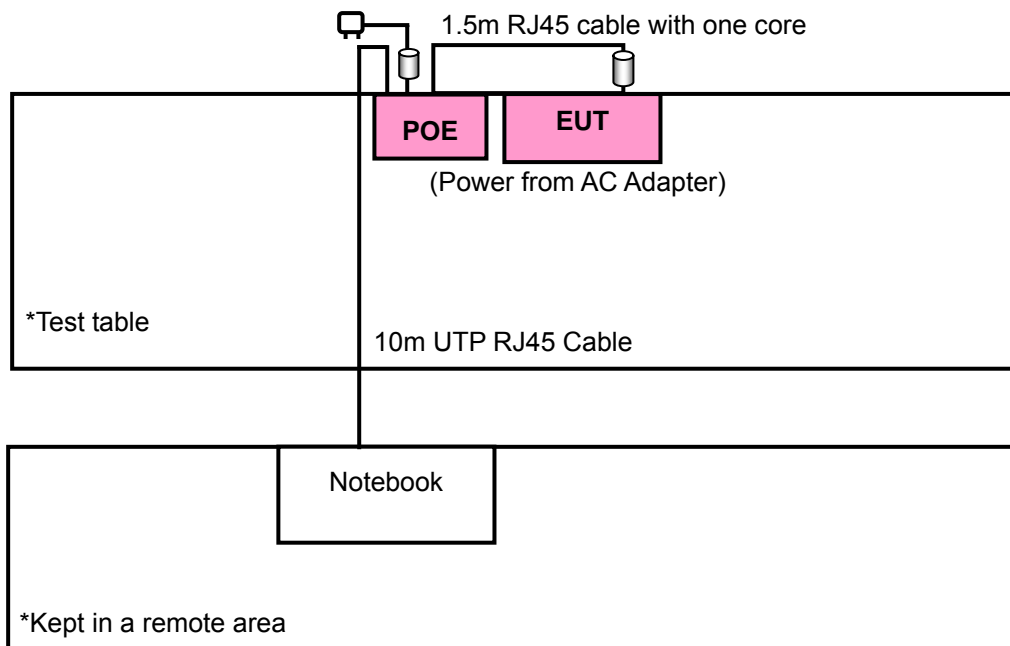 1.5m RJ45 cable with one core
POE
EUT
(Power from AC Adapter)
*Test table
10m UTP RJ45 Cable
Notebook
*Kept in a remote area